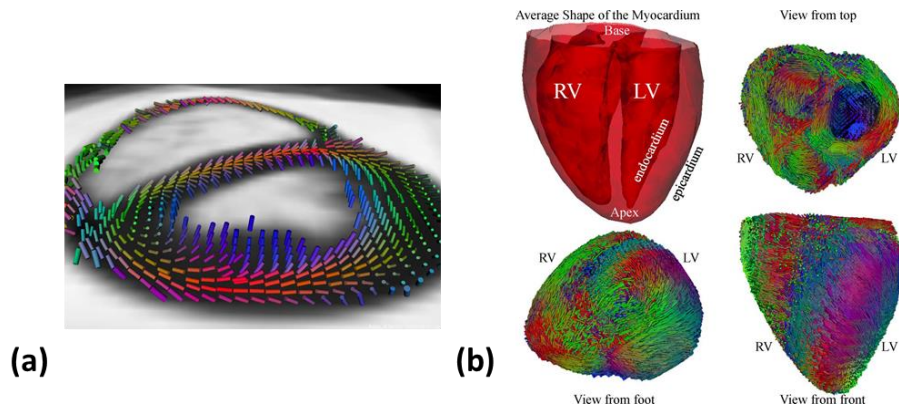 Average Shape of the Myocardium
View from top
Base
RV
LV
endocardium
epicardium
Apex
RV
LV
(a)
(b)
RV
LV
View from foot
RV
LV
View from front